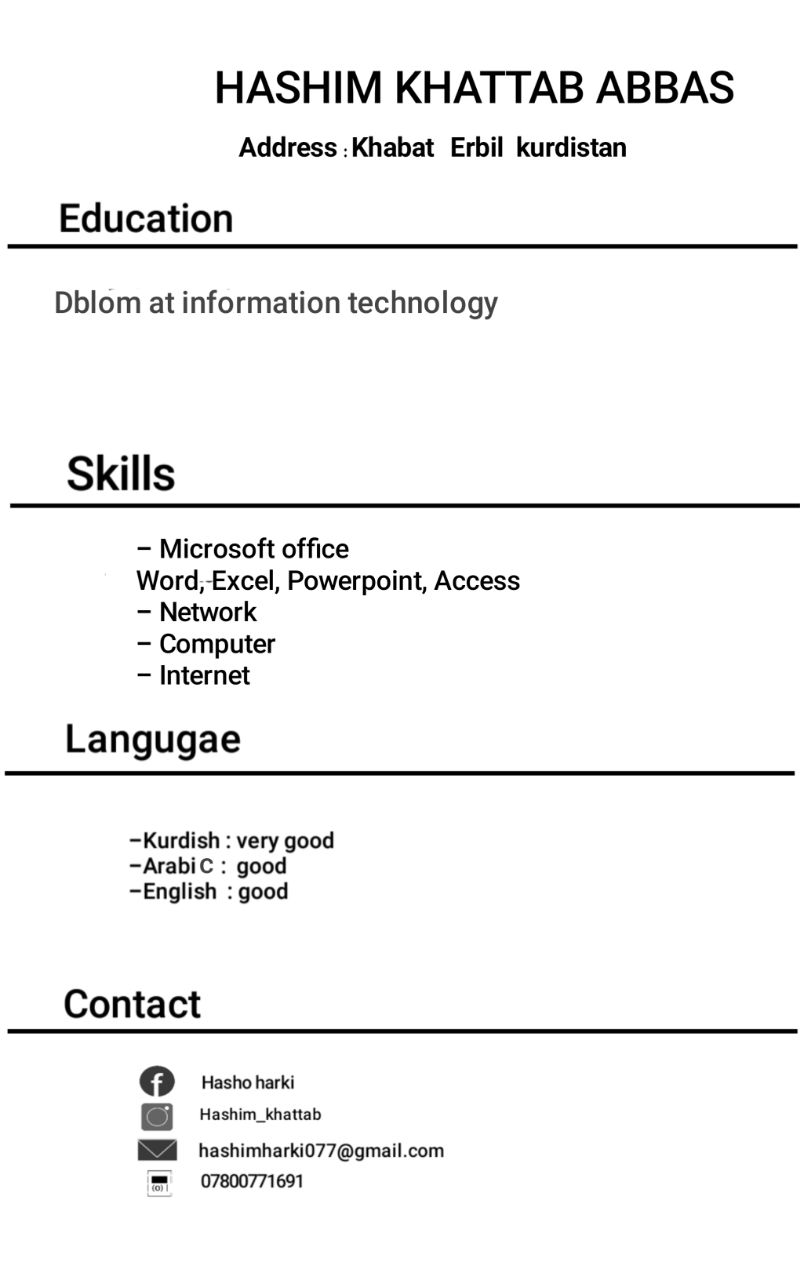 HASHIM KHATTAB ABBAS
Address : Khabat Erbil kurdistan
Education
Dblom at information technology
Skills
– Microsoft office
Word, Excel, Powerpoint, Access
– Network
– Computer
– Internet
Langugae
–Kurdish : very good
–Arabi C : good
–English : good
Contact
Hasho harki
Hashim_khattab
hashimharki077@gmail.com
07800771691